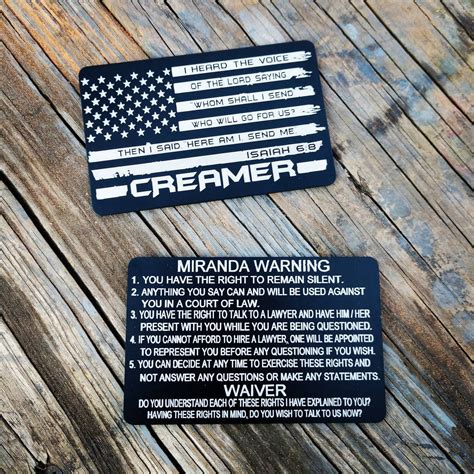 I HEARD THE VOICE
OF THE LORD SAYING
WHOM SHALL I SEND
WHO WILL GO FOR US?
THEN I SAID, HERE AM I. SEND ME.
ISAIAH 6:8
CREAMER
MIRANDA WARNING
1. YOU HAVE THE RIGHT TO REMAIN SILENT.
2. ANYTHING YOU SAY CAN AND WILL BE USED AGAINST
YOU IN A COURT OF LAW.
3. YOU HAVE THE RIGHT TO TALK TO A LAWYER AND HAVE HIM / HER
PRESENT WITH YOU WHILE YOU ARE BEING QUESTIONED.
4. IF YOU CANNOT AFFORD TO HIRE A LAWYER, ONE WILL BE APPOINTED
TO REPRESENT YOU BEFORE ANY QUESTIONING IF YOU WISH.
5. YOU CAN DECIDE AT ANY TIME TO EXERCISE THESE RIGHTS AND
NOT ANSWER ANY QUESTIONS OR MAKE ANY STATEMENTS.
WAIVER
DO YOU UNDERSTAND EACH OF THESE RIGHTS I HAVE EXPLAINED TO YOU?
HAVING THESE RIGHTS IN MIND, DO YOU WISH TO TALK TO US NOW?